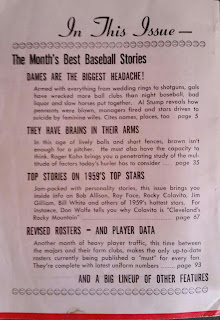 In This Issue—
The Month's Best Baseball Stories
DAMES ARE THE BIGGEST HEADACHE!
Armed with everything from wedding rings to shotguns, gals
have wrecked more ball clubs than night baseball, bad
liquor and slow horses put together. Al Stump reveals how
pennants were blown, managers fired and stars driven to
suicide by feminine wiles. Cites names, places, too page 5
THEY HAVE BRAINS IN THEIR ARMS
In this age of lively balls and short fences, brawn isn't
enough for a pitcher. He must also have the capacity to
think. Roger Kahn brings you a penetrating study of the mul-
titude of factors today's hurler has to consider page 35
TOP STORIES ON 1959'S TOP STARS
Jam-packed with personality stories, this issue brings you
inside info on Bob Allison, Roy Face, Rocky Colavito, Jim
Gilliam, Bill White and others of 1959's hottest stars. For
instance, Don Wolfe tells you why Colavito is "Cleveland's
Rocky Mountain" page 67
REVISED ROSTERS — AND PLAYER DATA
Another month of heavy player traffic, this time between
the majors and their farm clubs, makes the only up-to-date
rosters currently being published a "must" for every fan.
They're complete with latest uniform numbers page 93
AND A BIG LINEUP OF OTHER FEATURES